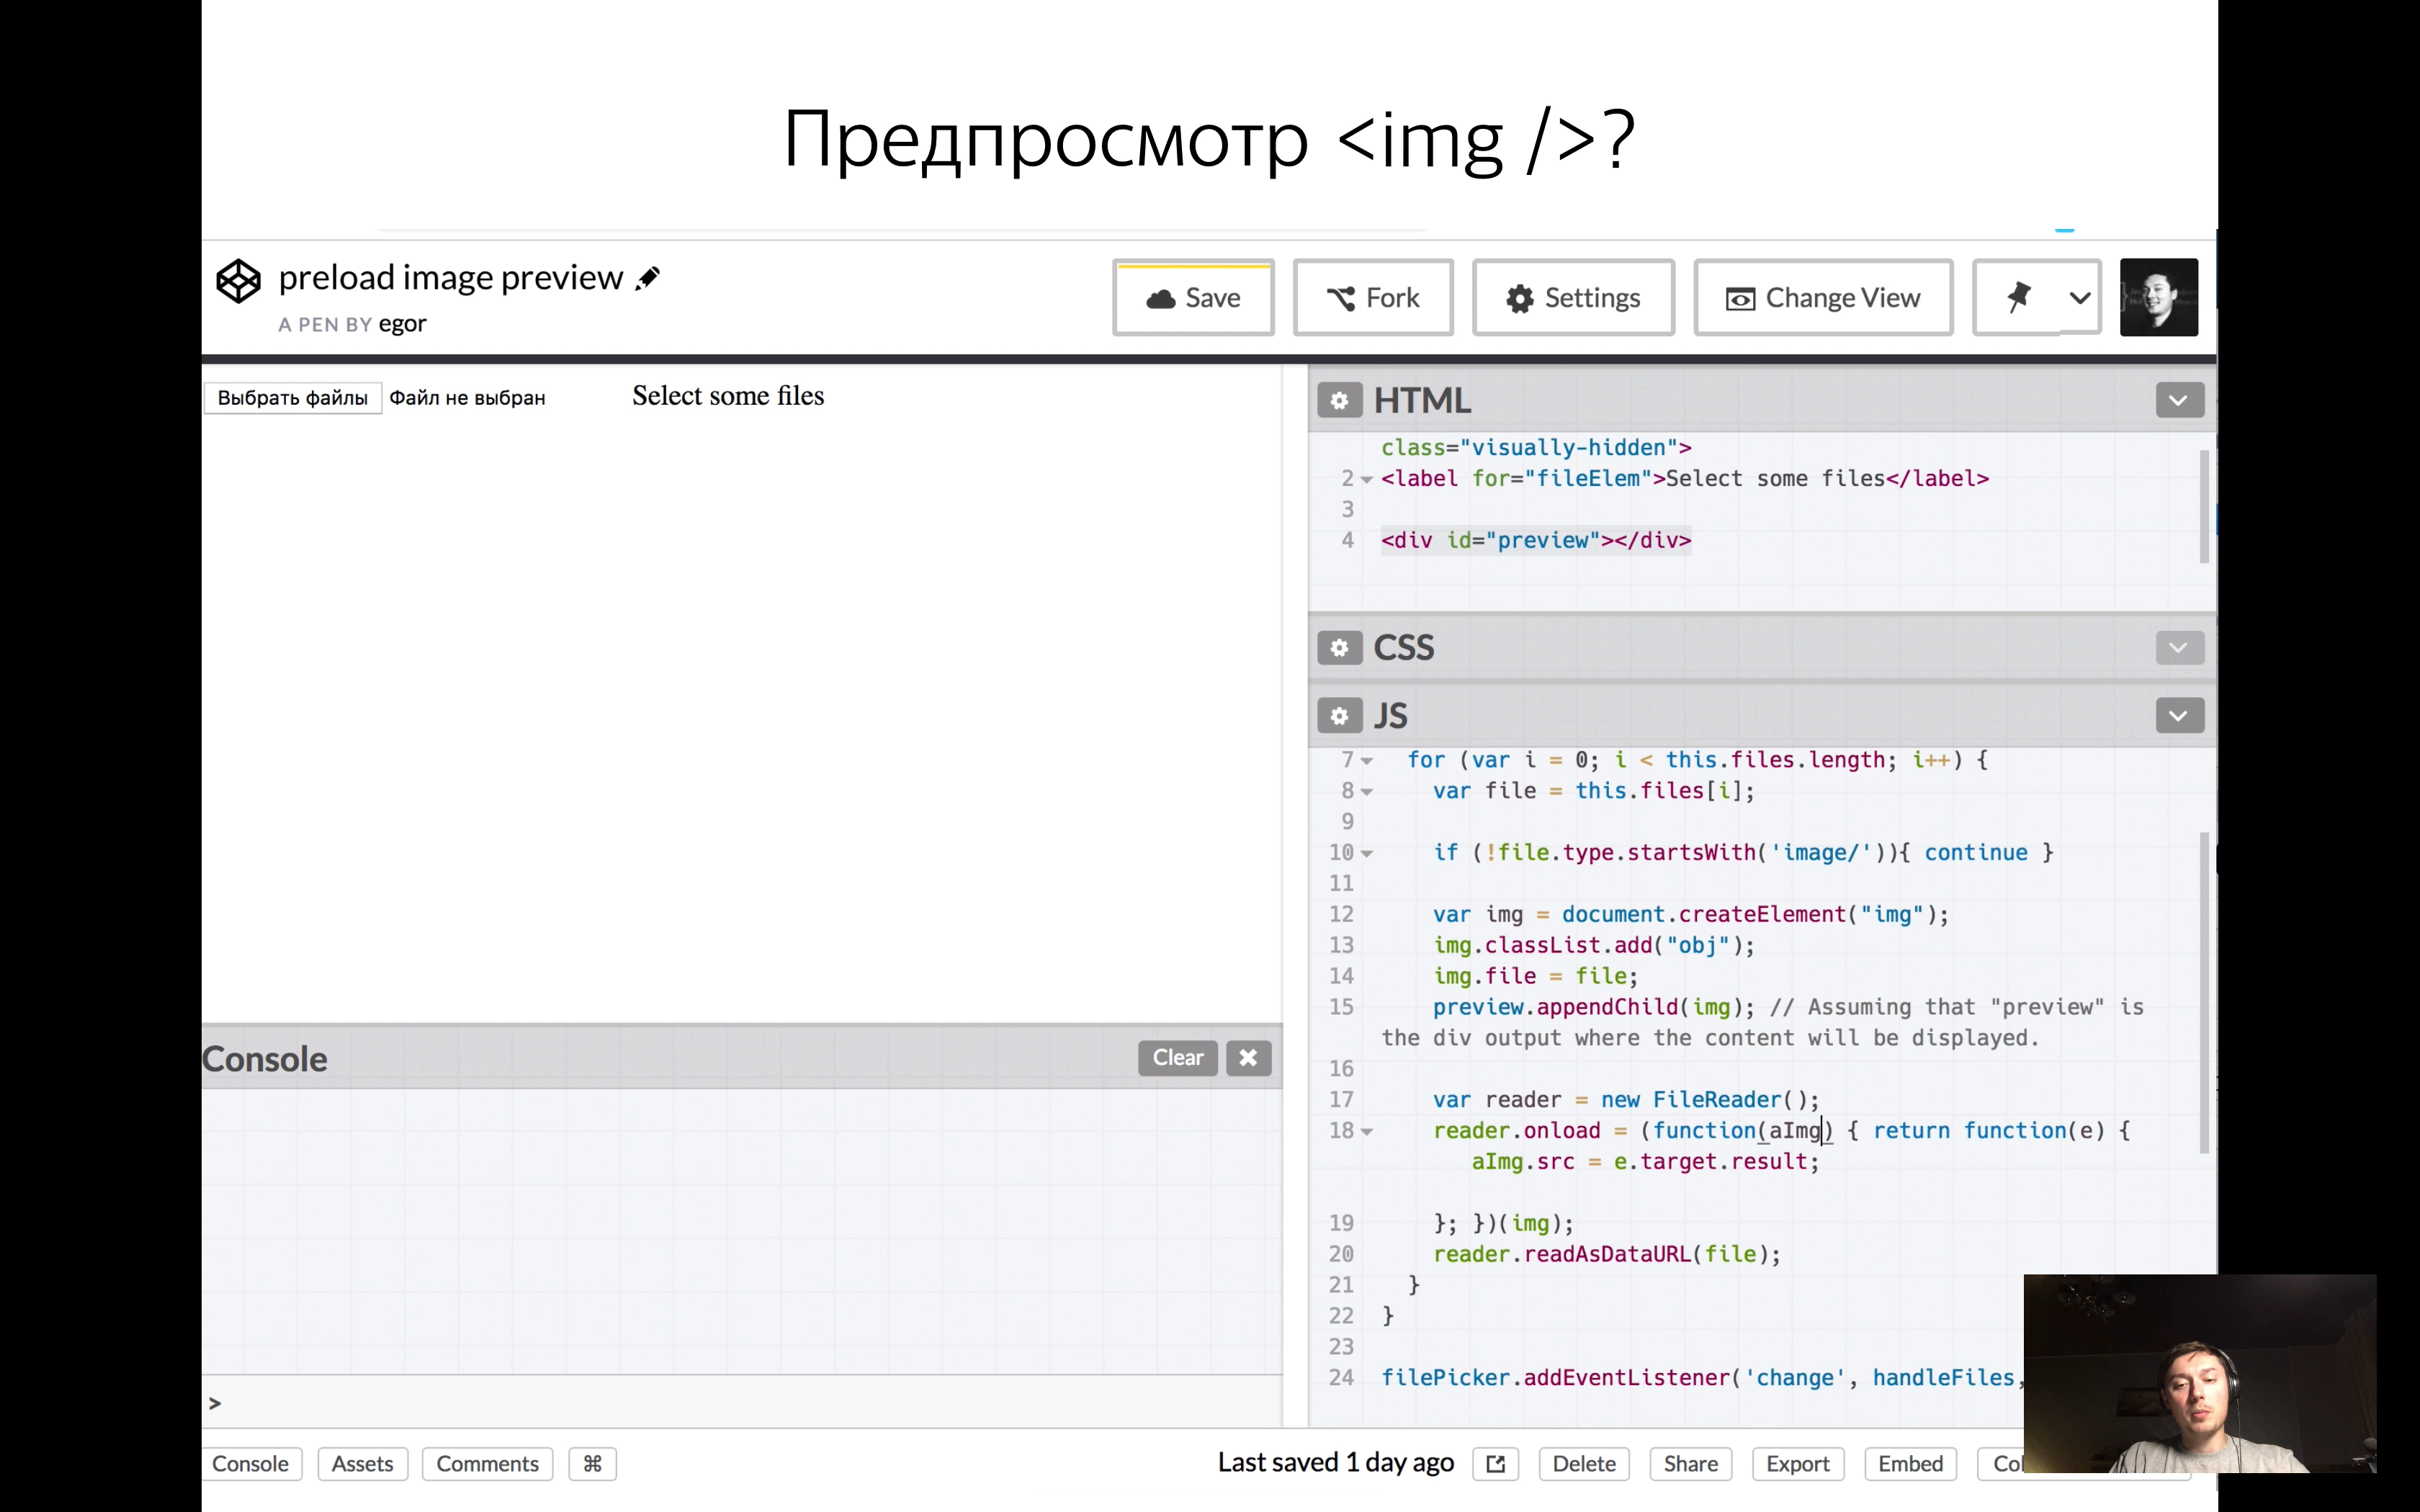 Предпросмотр <img />?
preload image preview
A PEN BY egor
Save
Fork
Settings
Change View
Выбрать файлы Файл не выбран
Select some files
HTML
class="visually-hidden">
2 <label for="fileElem">Select some files</label>
3
4 <div id="preview"></div>
CSS
JS
7 for (var i = 0; i < this.files.length; i++) {
8 var file = this.files[i];
9
10 if (!file.type.startsWith('image/')){ continue }
11
12 var img = document.createElement("img");
13 img.classList.add("obj");
14 img.file = file;
15 preview.appendChild(img); // Assuming that "preview" is
the div output where the content will be displayed.
16
17 var reader = new FileReader();
18 reader.onload = (function(aImg) { return function(e) {
aImg.src = e.target.result;
19 }; })(img);
20 reader.readAsDataURL(file);
21 }
22 }
23
24 filePicker.addEventListener('change', handleFiles,
Console
Clear
>
Console
Assets
Comments
⌘
Last saved 1 day ago
Delete
Share
Export
Embed